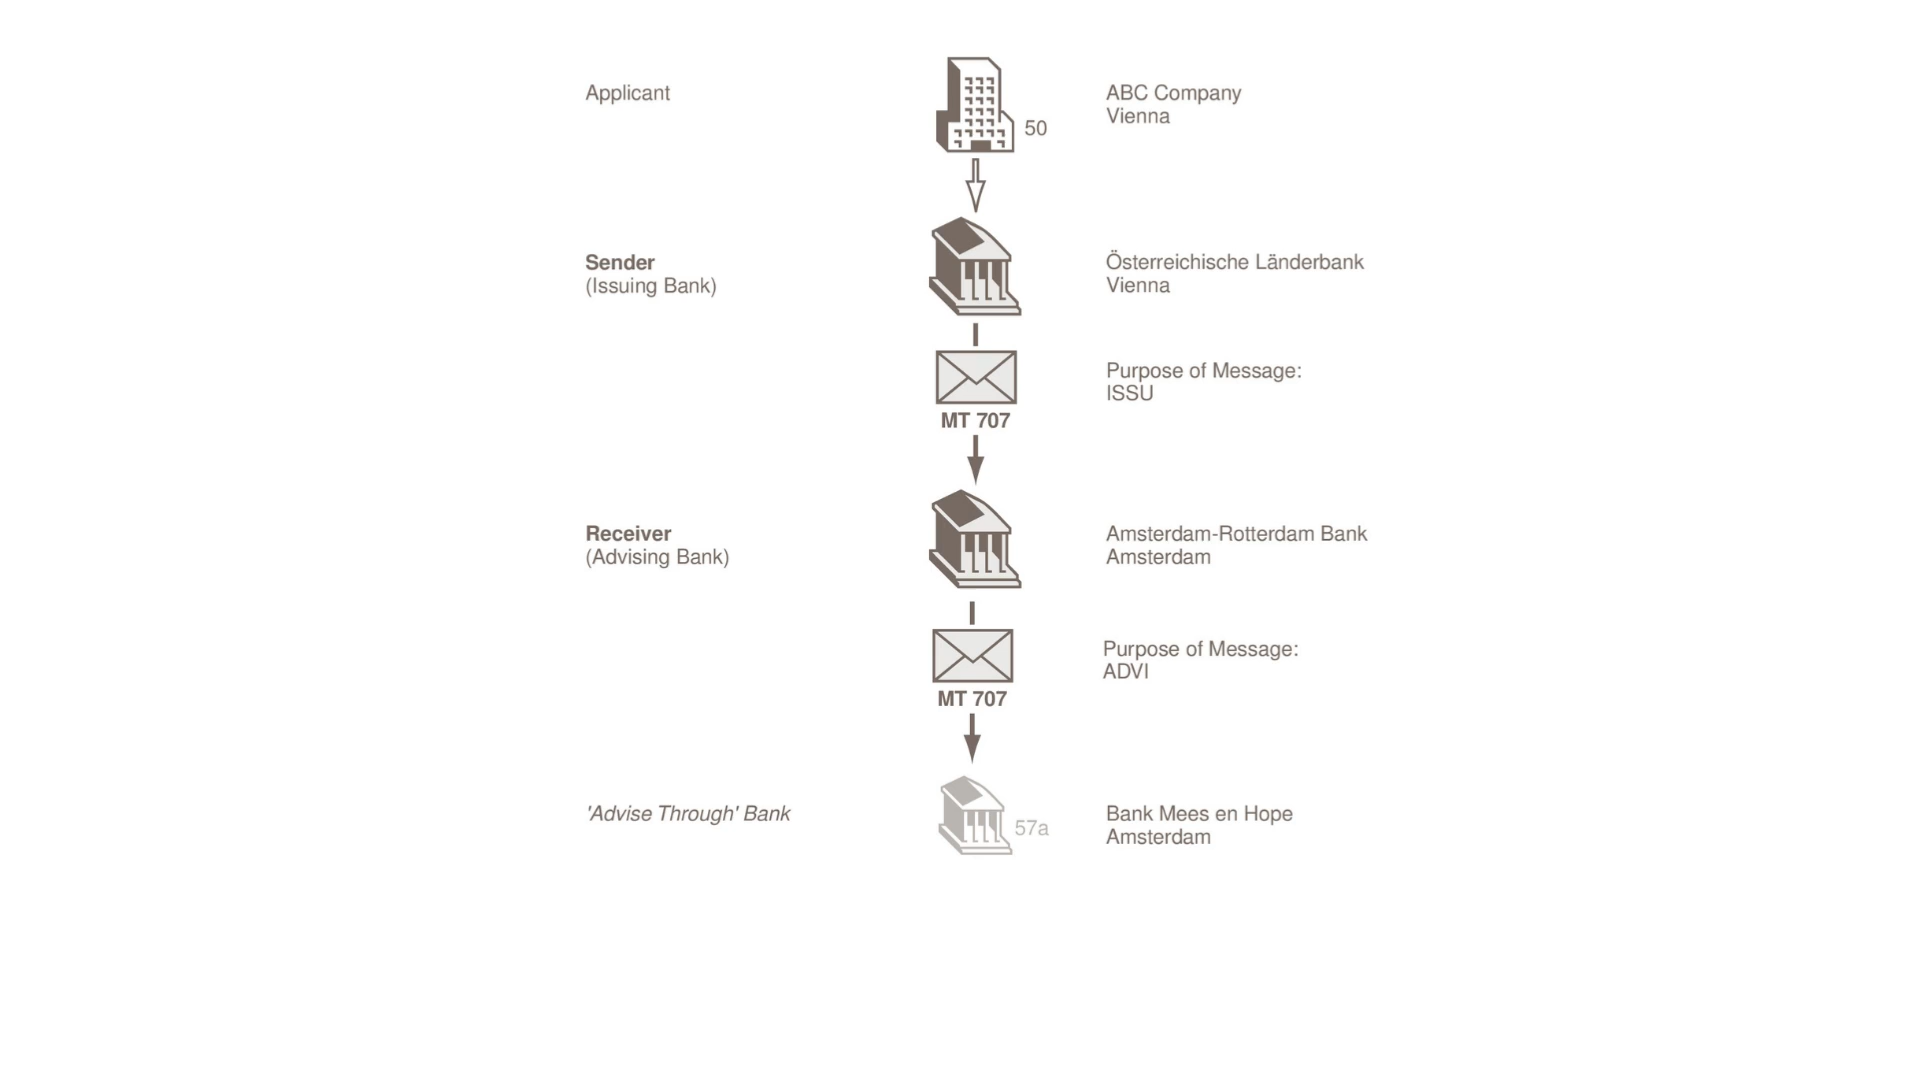 Applicant
50
ABC Company
Vienna
Sender
(Issuing Bank)
Österreichische Länderbank
Vienna
Purpose of Message:
ISSU
MT 707
Receiver
(Advising Bank)
Amsterdam-Rotterdam Bank
Amsterdam
Purpose of Message:
ADVI
MT 707
'Advise Through' Bank
57a
Bank Mees en Hope
Amsterdam